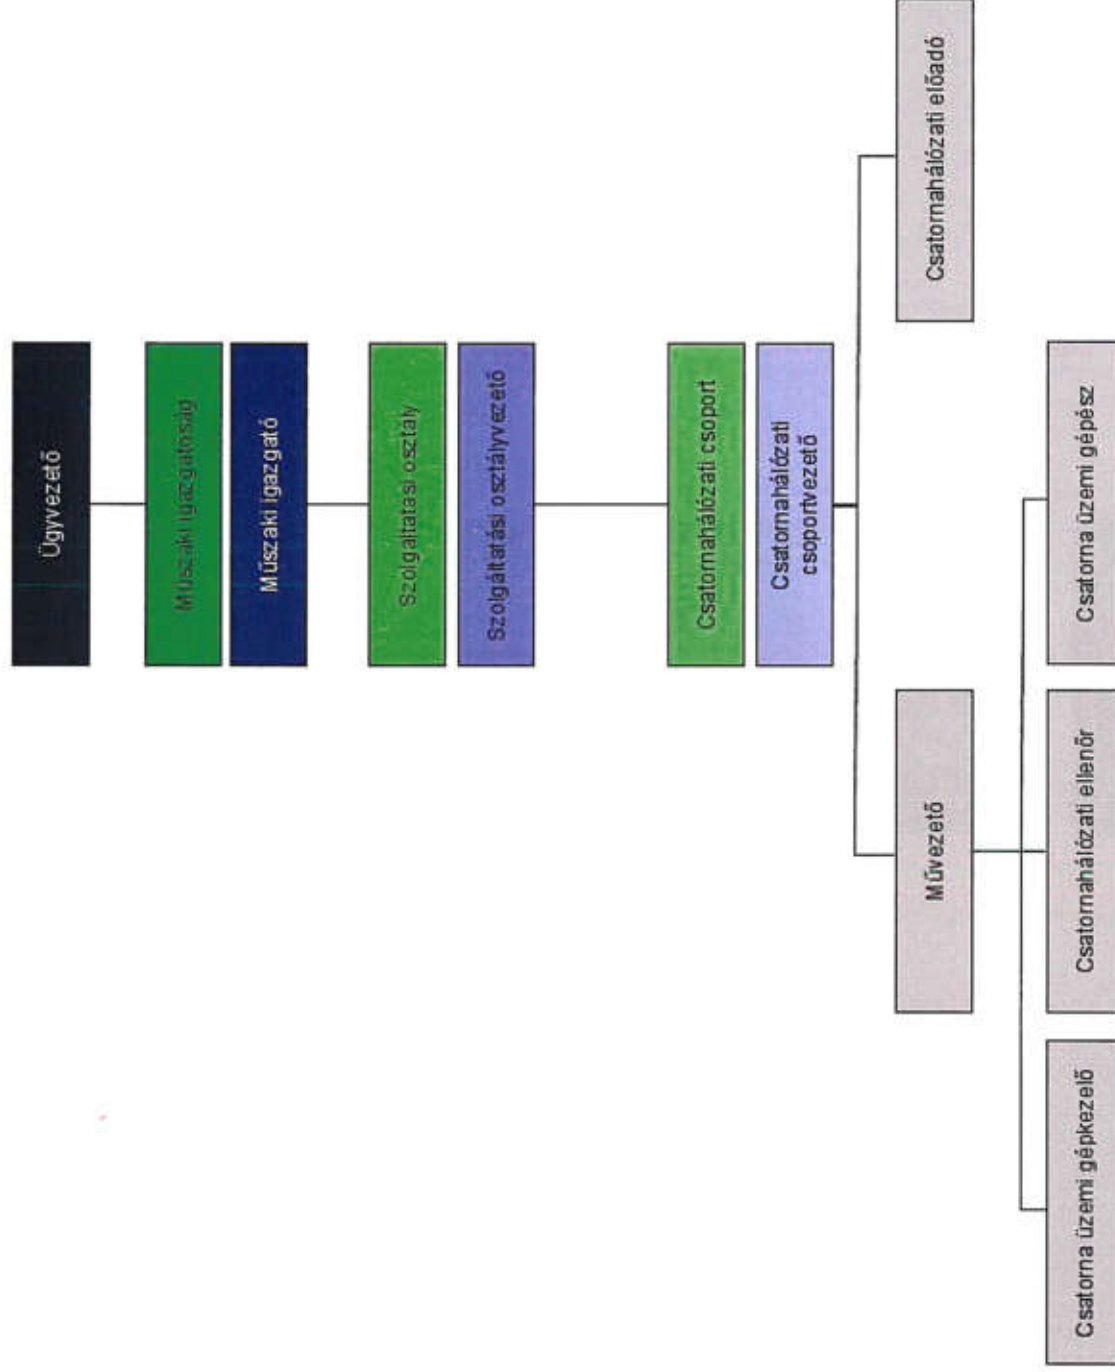 Ügyvezető
Műszaki igazgatóság
Műszaki igazgató
Szolgáltatási osztály
Szolgáltatási osztályvezető
Csatornahálózati csoport
Csatornahálózati
csoportvezető
Művezető
Csatornahálózati előadó
Csatorna üzemi gépkezelő
Csatornahálózati ellenőr
Csatorna üzemi gépész